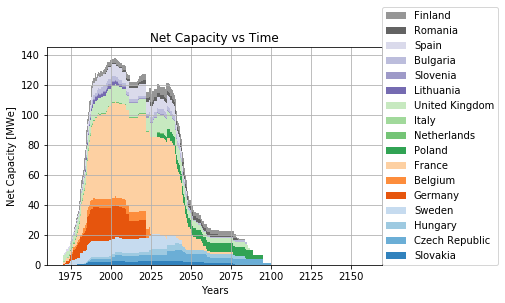 Net Capacity vs Time
Net Capacity [MWe]
140
120
100
80
60
40
20
0
1975
2000
2025
2050
2075
2100
2125
2150
Years
Finland
Romania
Spain
Bulgaria
Slovenia
Lithuania
United Kingdom
Italy
Netherlands
Poland
France
Belgium
Germany
Sweden
Hungary
Czech Republic
Slovakia